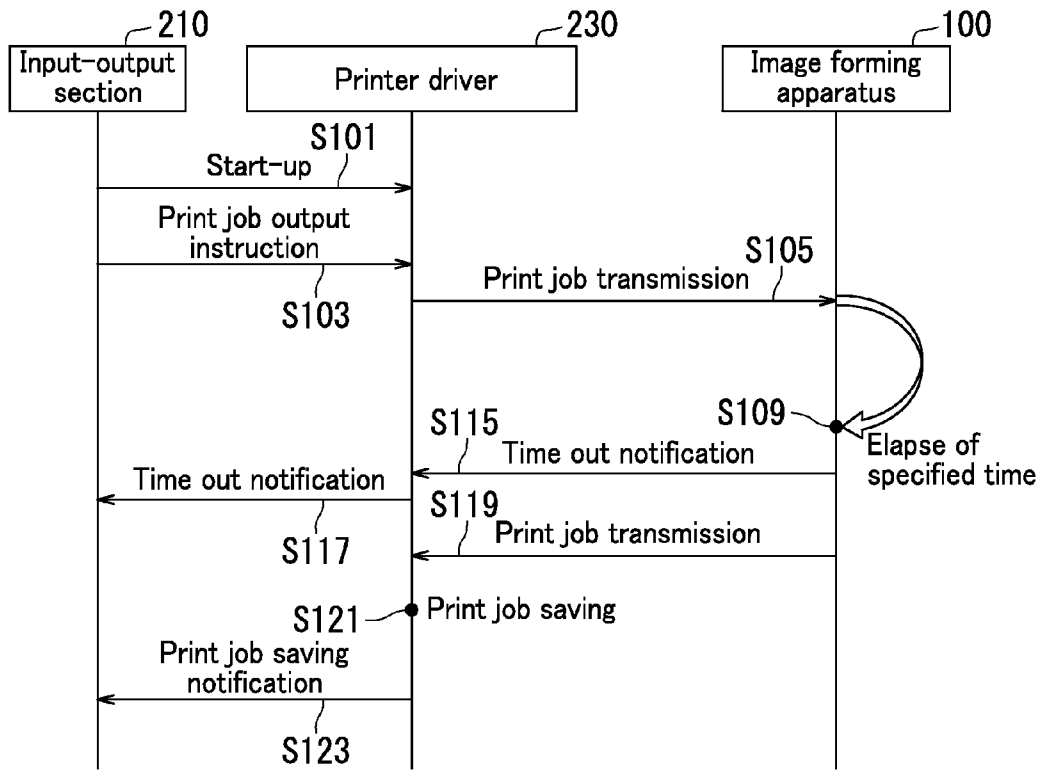 210
230
100
Input-output
section
Printer driver
Image forming
apparatus
S101
Start-up
Print job output
instruction
S103
S105
Print job transmission
S109
Elapse of
specified time
S115
Time out notification
Time out notification
S117
S119
Print job transmission
S121
Print job saving
Print job saving
notification
S123